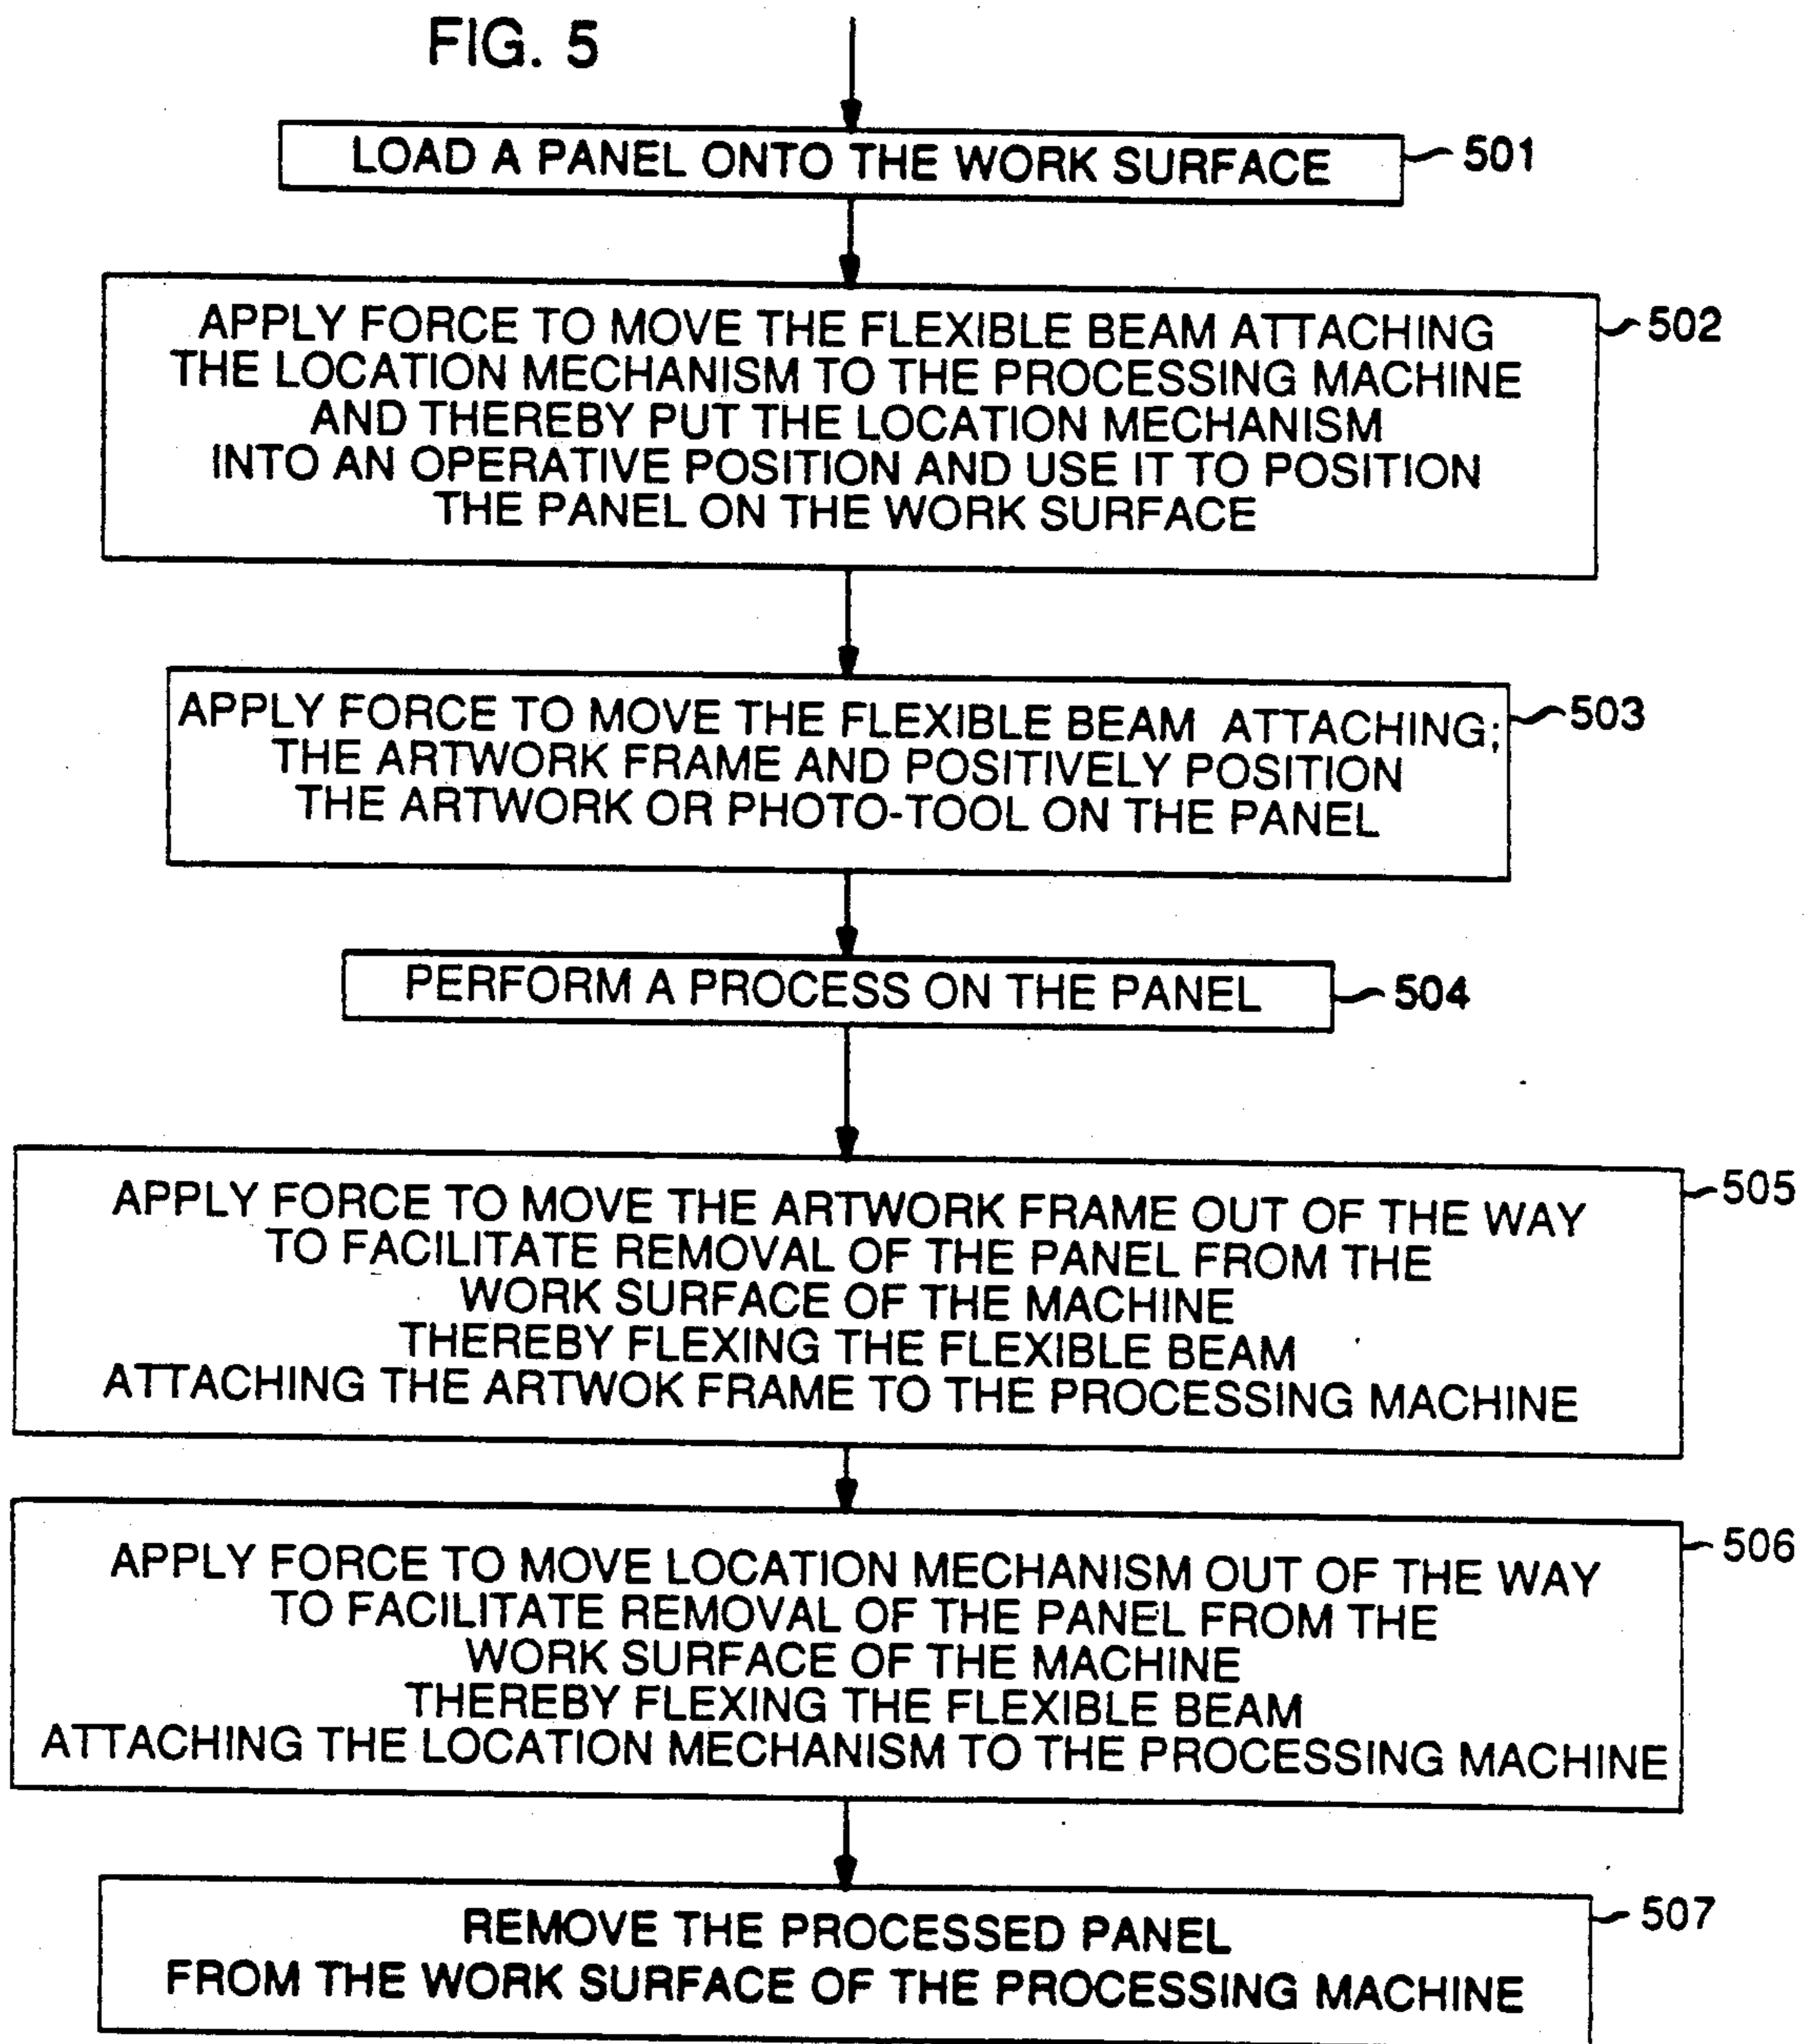 FIG. 5
LOAD A PANEL ONTO THE WORK SURFACE
501
APPLY FORCE TO MOVE THE FLEXIBLE BEAM ATTACHING
THE LOCATION MECHANISM TO THE PROCESSING MACHINE
AND THEREBY PUT THE LOCATION MECHANISM
INTO AN OPERATIVE POSITION AND USE IT TO POSITION
THE PANEL ON THE WORK SURFACE
502
APPLY FORCE TO MOVE THE FLEXIBLE BEAM ATTACHING;
THE ARTWORK FRAME AND POSITIVELY POSITION
THE ARTWORK OR PHOTO-TOOL ON THE PANEL
503
PERFORM A PROCESS ON THE PANEL
504
APPLY FORCE TO MOVE THE ARTWORK FRAME OUT OF THE WAY
TO FACILITATE REMOVAL OF THE PANEL FROM THE
WORK SURFACE OF THE MACHINE
THEREBY FLEXING THE FLEXIBLE BEAM
ATTACHING THE ARTWOK FRAME TO THE PROCESSING MACHINE
505
APPLY FORCE TO MOVE LOCATION MECHANISM OUT OF THE WAY
TO FACILITATE REMOVAL OF THE PANEL FROM THE
WORK SURFACE OF THE MACHINE
THEREBY FLEXING THE FLEXIBLE BEAM
ATTACHING THE LOCATION MECHANISM TO THE PROCESSING MACHINE
506
REMOVE THE PROCESSED PANEL
FROM THE WORK SURFACE OF THE PROCESSING MACHINE
507